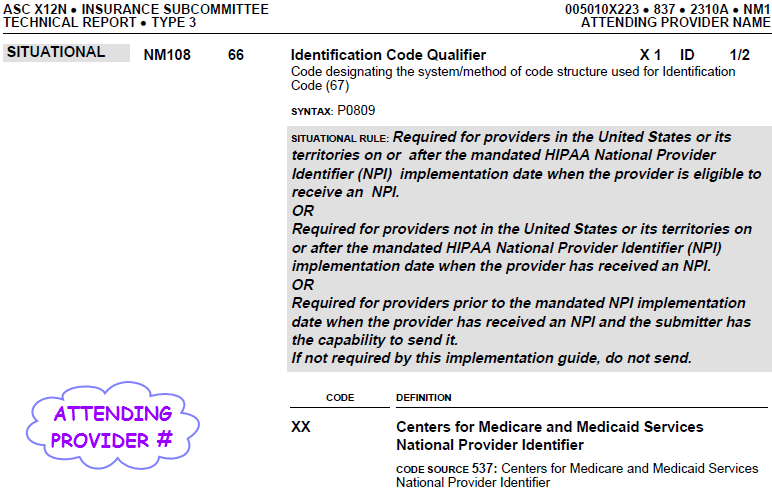 ASC X12N • INSURANCE SUBCOMMITTEE 005010X223 • 837 • 2310A • NM1
TECHNICAL REPORT • TYPE 3 ATTENDING PROVIDER NAME
SITUATIONAL NM108 66 Identification Code Qualifier X 1 ID 1/2
Code designating the system/method of code structure used for Identification
Code (67)
SYNTAX: P0809
SITUATIONAL RULE: Required for providers in the United States or its
territories on or after the mandated HIPAA National Provider
Identifier (NPI) implementation date when the provider is eligible to
receive an NPI.
OR
Required for providers not in the United States or its territories on
or after the mandated HIPAA National Provider Identifier (NPI)
implementation date when the provider has received an NPI.
OR
Required for providers prior to the mandated NPI implementation
date when the provider has received an NPI and the submitter has
the capability to send it.
If not required by this implementation guide, do not send.
CODE DEFINITION
XX Centers for Medicare and Medicaid Services
National Provider Identifier
CODE SOURCE 537: Centers for Medicare and Medicaid Services
National Provider Identifier
ATTENDING
PROVIDER #